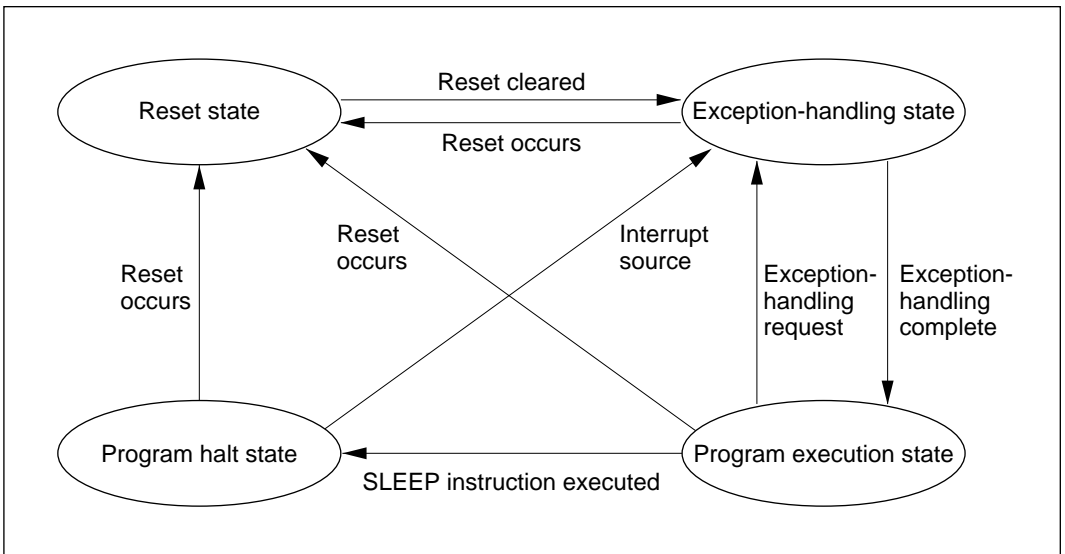 Reset cleared
Reset state
Exception-handling state
Reset occurs
Reset
occurs
Interrupt
source
Reset
occurs
Exception-
handling
request
Exception-
handling
complete
Program halt state
Program execution state
SLEEP instruction executed